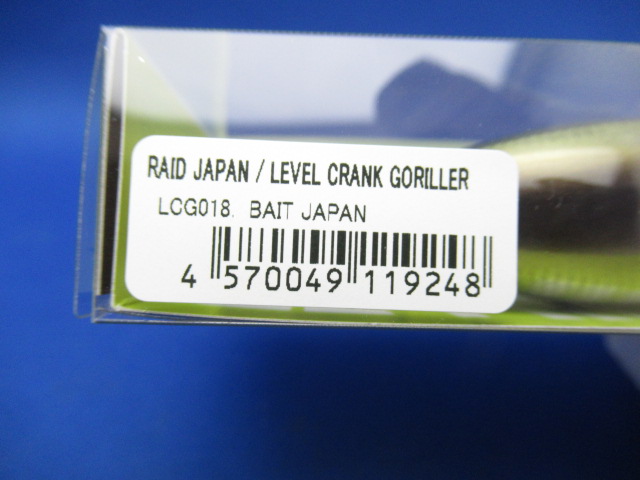 RAID JAPAN / LEVEL CRANK GORILLER
LCG018. BAIT JAPAN
4 570049 119248